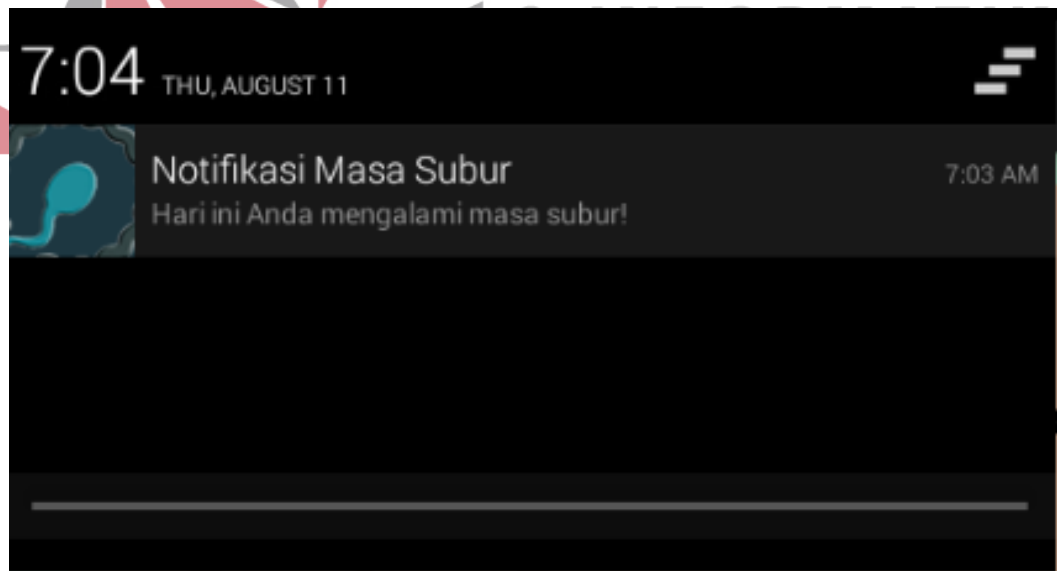 7:04 THU, AUGUST 11
Notifikasi Masa Subur 7:03 AM
Hari ini Anda mengalami masa subur!